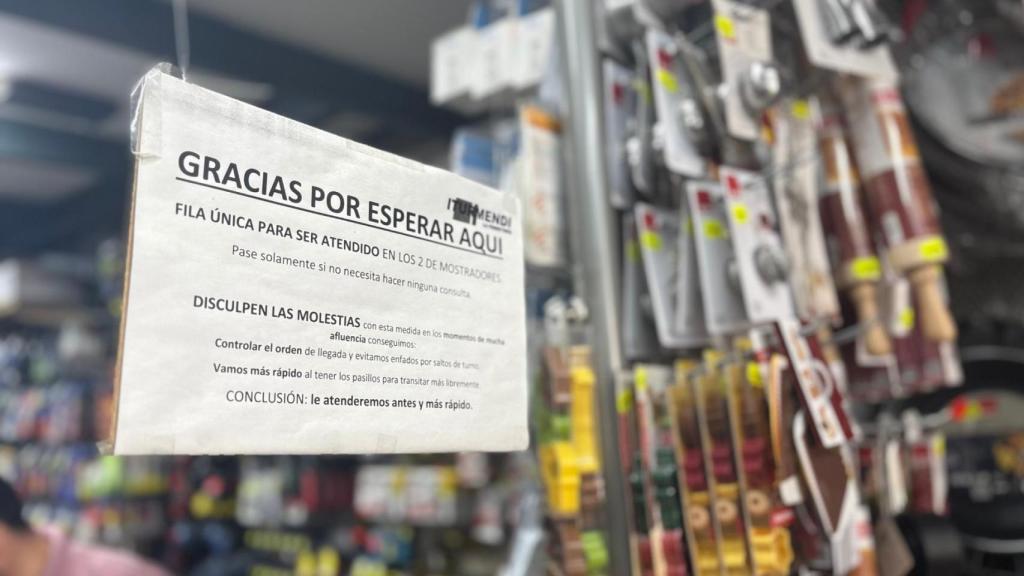 GRACIAS POR ESPERAR AQUI
FILA ÚNICA PARA SER ATENDIDO EN LOS 2 DE MOSTRADORES.
Pase solamente si no necesita hacer ninguna consulta.
DISCULPEN LAS MOLESTIAS con esta medida en los momentos de mucha
afluencia conseguimos:
Controlar el orden de llegada y evitamos enfados por saltos de turno.
Vamos más rápido al tener los pasillos para transitar más libremente.
CONCLUSIÓN: le atenderemos antes y más rápido.